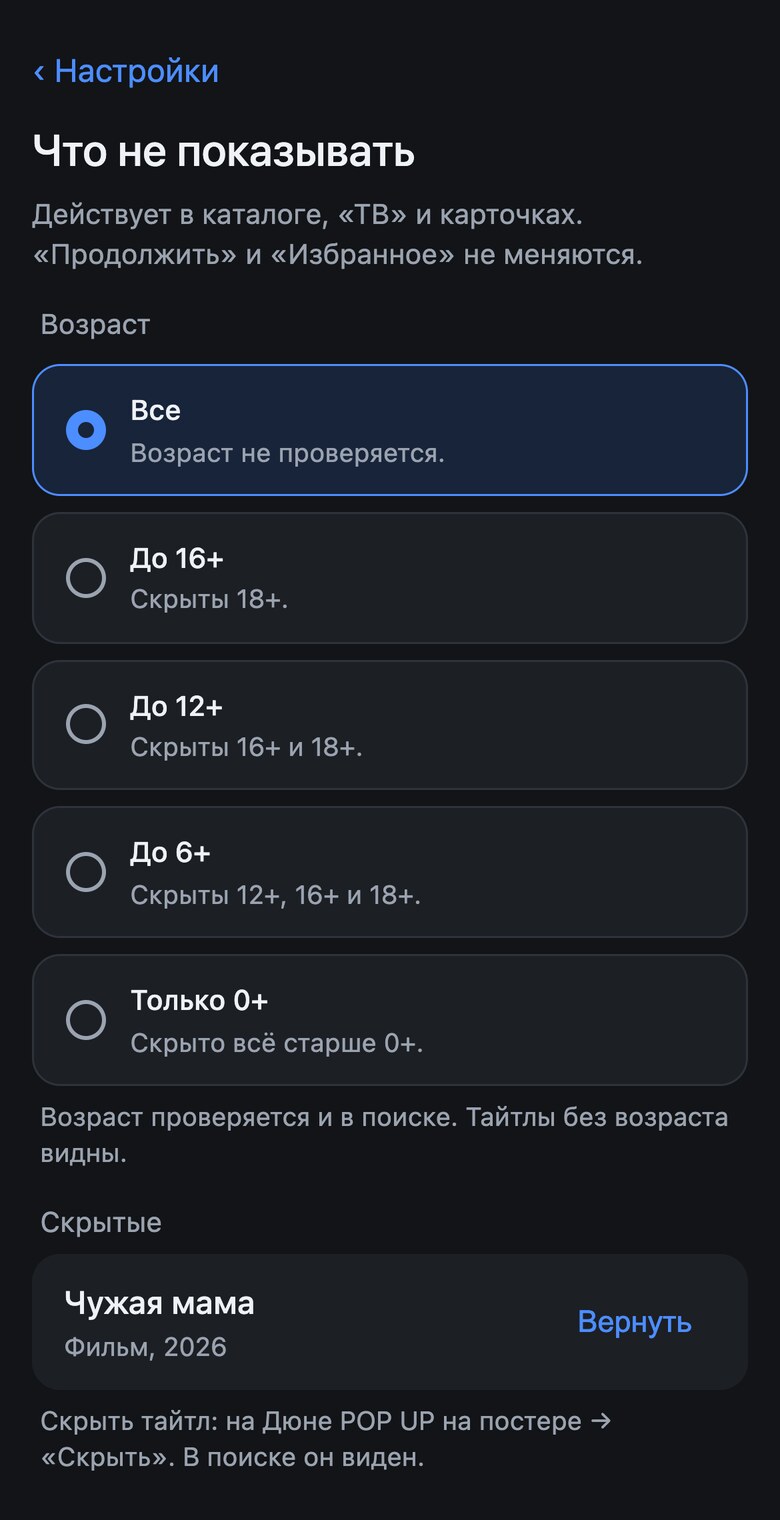 ‹ Настройки
Что не показывать
Действует в каталоге, «ТВ» и карточках.
«Продолжить» и «Избранное» не меняются.
Возраст
Все
Возраст не проверяется.
До 16+
Скрыты 18+.
До 12+
Скрыты 16+ и 18+.
До 6+
Скрыты 12+, 16+ и 18+.
Только 0+
Скрыто всё старше 0+.
Возраст проверяется и в поиске. Тайтлы без возраста
видны.
Скрытые
Чужая мама
Фильм, 2026
Вернуть
Скрыть тайтл: на Дюне POP UP на постере →
«Скрыть». В поиске он виден.